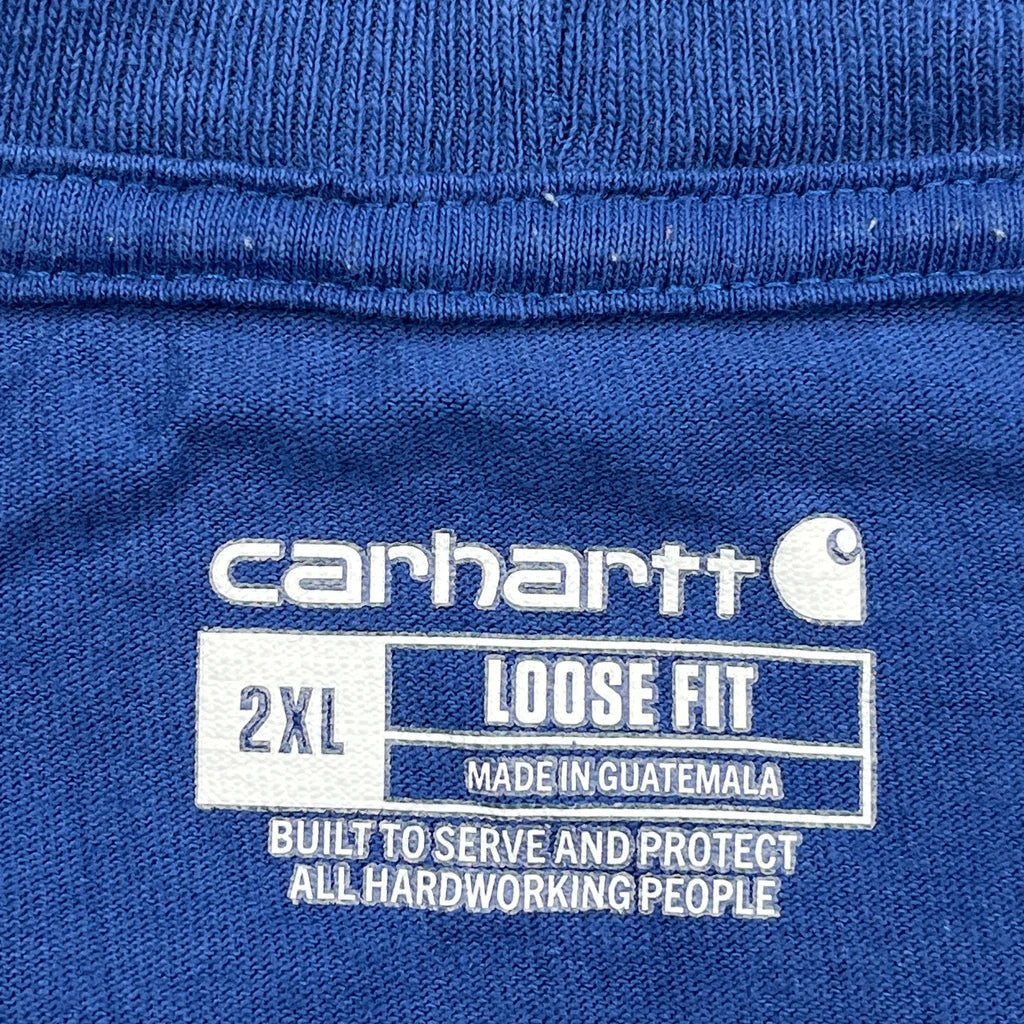 carhartt
2XL
LOOSE FIT
MADE IN GUATEMALA
BUILT TO SERVE AND PROTECT
ALL HARDWORKING PEOPLE